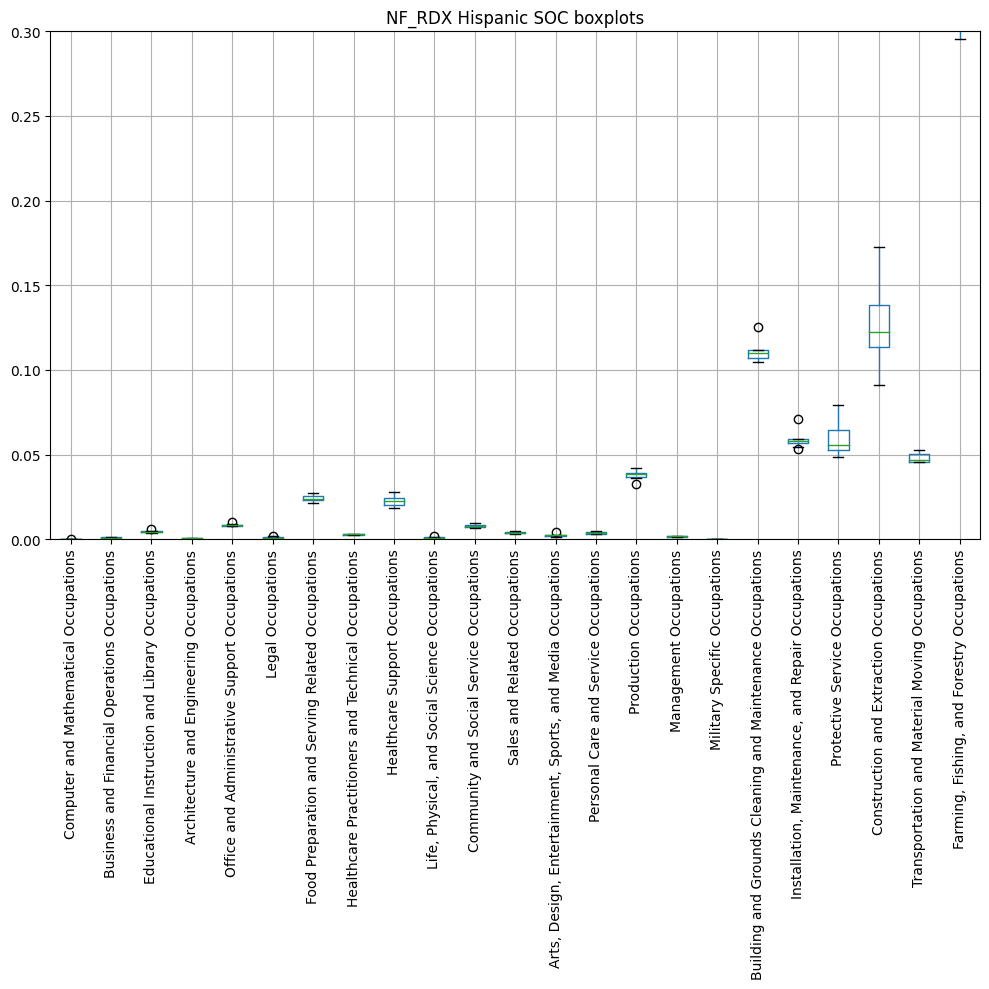 NF_RDX Hispanic SOC boxplots
0.30
0.25
0.20
0.15
0.10
0.05
0.00
Computer and Mathematical Occupations
Business and Financial Operations Occupations
Educational Instruction and Library Occupations
Architecture and Engineering Occupations
Office and Administrative Support Occupations
Legal Occupations
Food Preparation and Serving Related Occupations
Healthcare Practitioners and Technical Occupations
Healthcare Support Occupations
Life, Physical, and Social Science Occupations
Community and Social Service Occupations
Sales and Related Occupations
Arts, Design, Entertainment, Sports, and Media Occupations
Personal Care and Service Occupations
Production Occupations
Management Occupations
Military Specific Occupations
Building and Grounds Cleaning and Maintenance Occupations
Installation, Maintenance, and Repair Occupations
Protective Service Occupations
Construction and Extraction Occupations
Transportation and Material Moving Occupations
Farming, Fishing, and Forestry Occupations